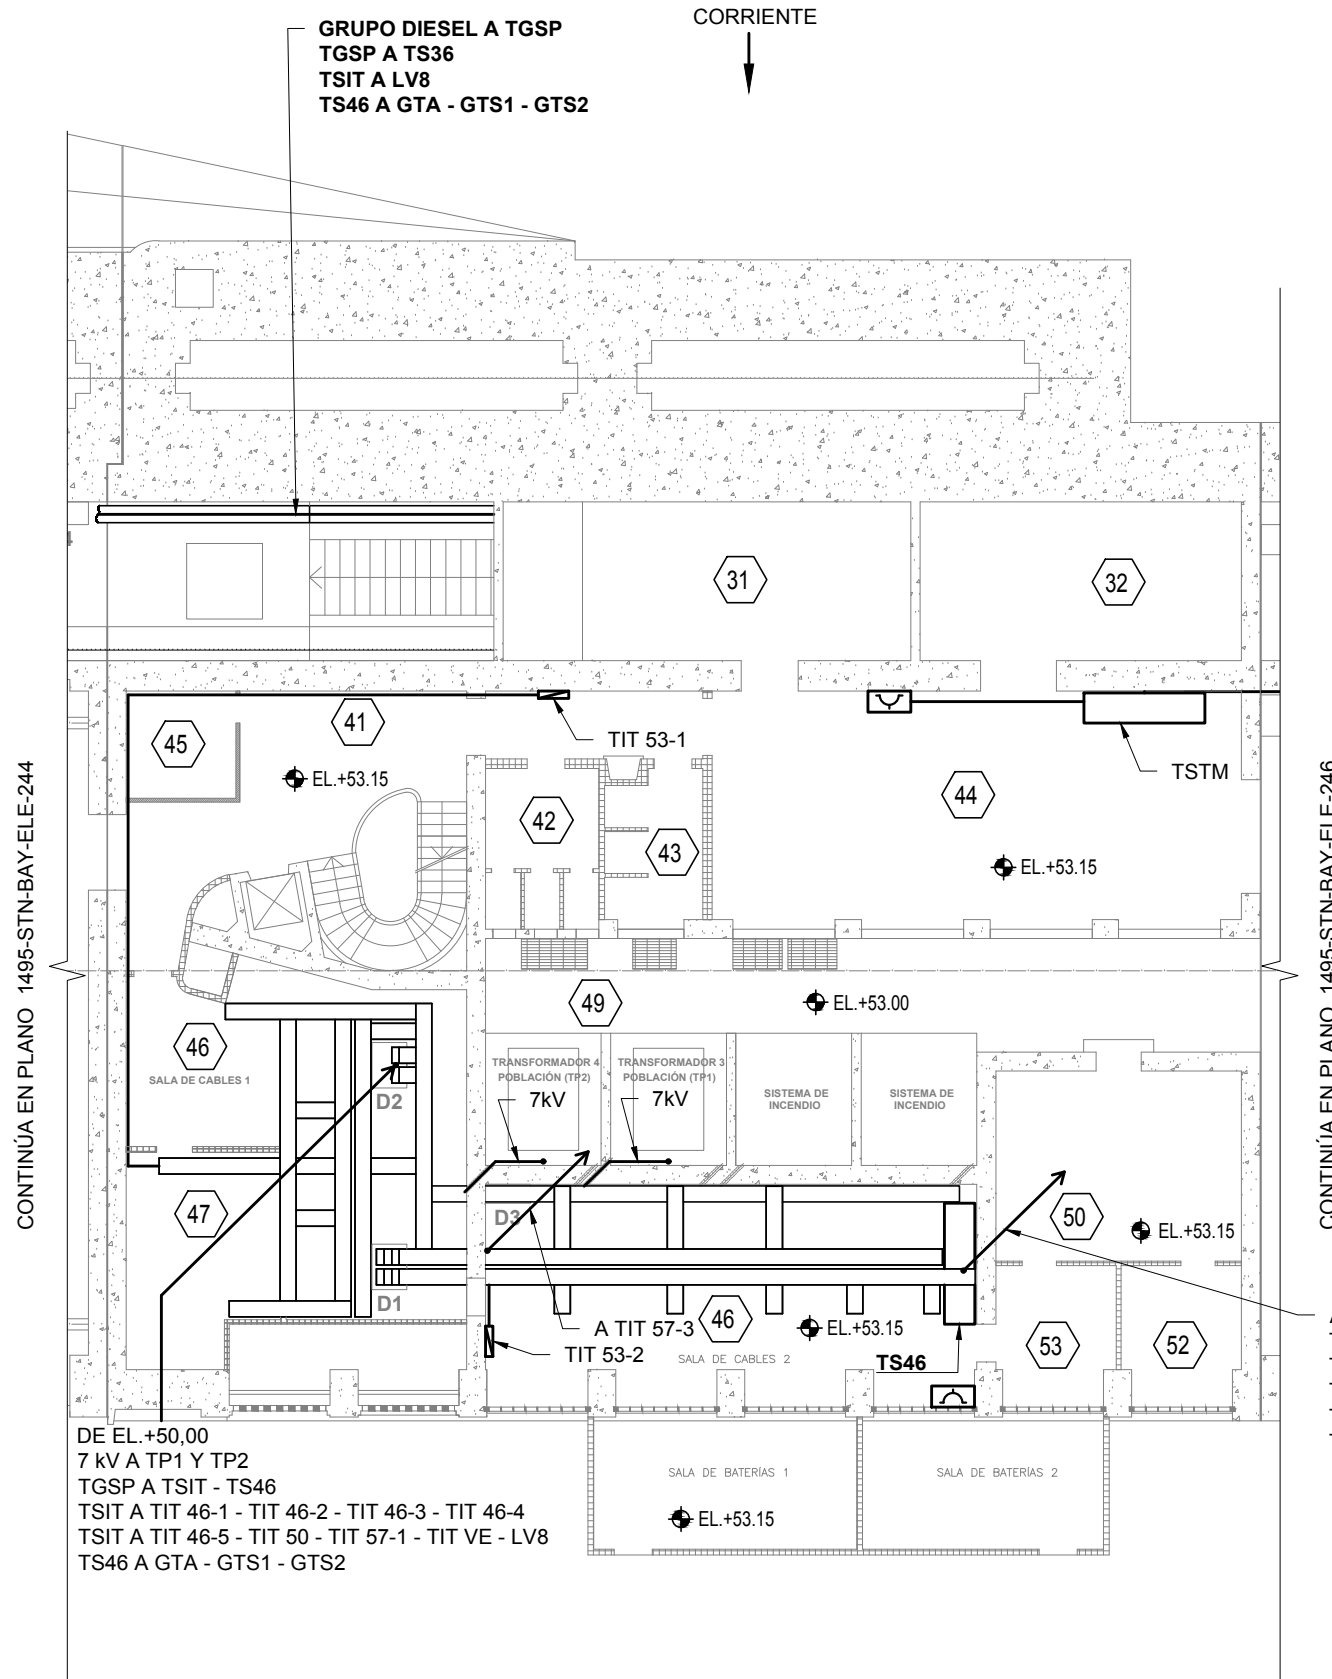 CORRIENTE
GRUPO DIESEL A TGSP
TGSP A TS36
TSIT A LV8
TS46 A GTA - GTS1 - GTS2
31
32
41
45
TIT 53-1
TSTM
EL.+53.15
44
42
43
EL.+53.15
CONTINÚA EN PLANO 1495-STN-BAY-ELE-244
CONTINÚA EN PLANO 1495-STN-BAY-ELE-246
49
EL.+53.00
46
SALA DE CABLES 1
D2
TRANSFORMADOR 4
POBLACIÓN (TP2)
7kV
TRANSFORMADOR 3
POBLACIÓN (TP1)
7kV
SISTEMA DE
INCENDIO
SISTEMA DE
INCENDIO
47
D3
50
EL.+53.15
D1
46
EL.+53.15
A TIT 57-3
TIT 53-2
SALA DE CABLES 2
TS46
53
52
DE EL.+50,00
7 kV A TP1 Y TP2
TGSP A TSIT - TS46
TSIT A TIT 46-1 - TIT 46-2 - TIT 46-3 - TIT 46-4
TSIT A TIT 46-5 - TIT 50 - TIT 57-1 - TIT VE - LV8
TS46 A GTA - GTS1 - GTS2
SALA DE BATERÍAS 1
SALA DE BATERÍAS 2
EL.+53.15